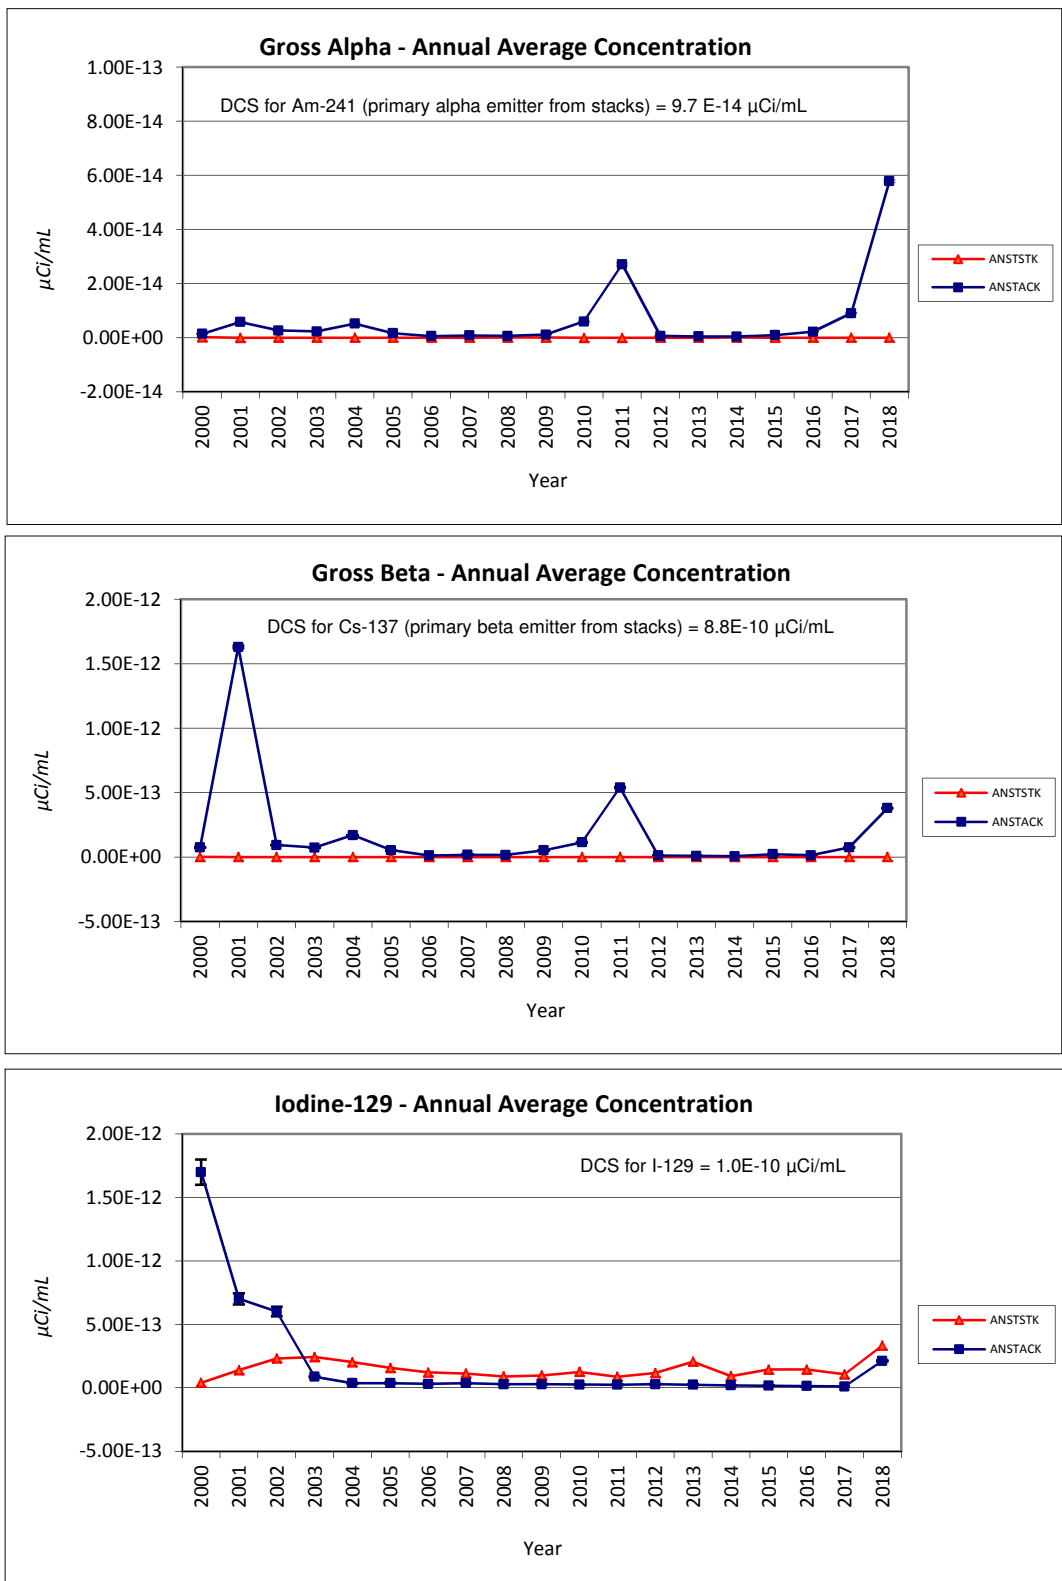 Gross Alpha - Annual Average Concentration
1.00E-13
DCS for Am-241 (primary alpha emitter from stacks) = 9.7 E-14 µCi/mL
8.00E-14
6.00E-14
4.00E-14
2.00E-14
0.00E+00
-2.00E-14
µCi/mL
ANSTSTK
ANSTACK
2000 2001 2002 2003 2004 2005 2006 2007 2008 2009 2010 2011 2012 2013 2014 2015 2016 2017 2018
Year
Gross Beta - Annual Average Concentration
2.00E-12
DCS for Cs-137 (primary beta emitter from stacks) = 8.8E-10 µCi/mL
1.50E-12
1.00E-12
5.00E-13
0.00E+00
-5.00E-13
µCi/mL
ANSTSTK
ANSTACK
2000 2001 2002 2003 2004 2005 2006 2007 2008 2009 2010 2011 2012 2013 2014 2015 2016 2017 2018
Year
Iodine-129 - Annual Average Concentration
2.00E-12
DCS for I-129 = 1.0E-10 µCi/mL
1.50E-12
1.00E-12
5.00E-13
0.00E+00
-5.00E-13
µCi/mL
ANSTSTK
ANSTACK
2000 2001 2002 2003 2004 2005 2006 2007 2008 2009 2010 2011 2012 2013 2014 2015 2016 2017 2018
Year